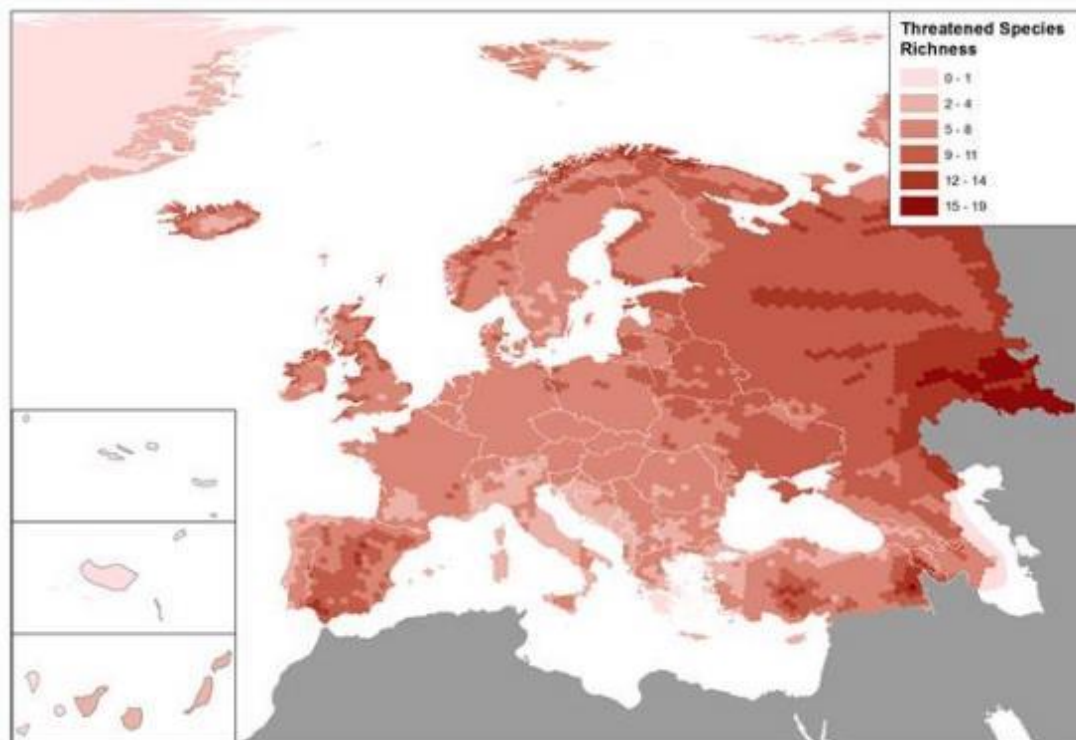 Threatened Species
Richness
0 - 1
2 - 4
5 - 8
9 - 11
12 - 14
15 - 19